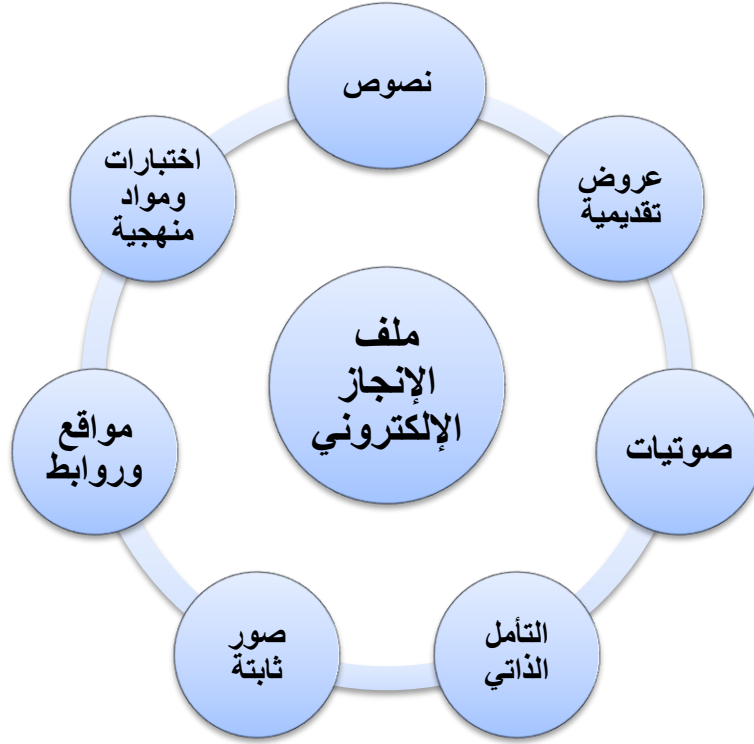 نصوص
عروض
تقديمية
صوتيات
التأمل
الذاتي
صور
ثابتة
مواقع
وروابط
اختبارات
ومواد
منهجية
ملف
الإنجاز
الإلكتروني